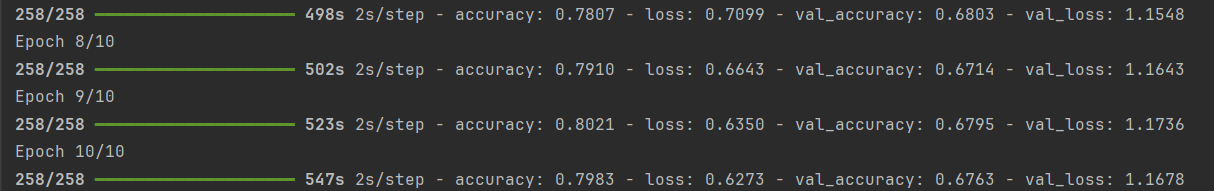 258/258 ━━━━━━━━━━━━━━━━━━━━ 498s 2s/step - accuracy: 0.7807 - loss: 0.7099 - val_accuracy: 0.6803 - val_loss: 1.1548
Epoch 8/10
258/258 ━━━━━━━━━━━━━━━━━━━━ 502s 2s/step - accuracy: 0.7910 - loss: 0.6643 - val_accuracy: 0.6714 - val_loss: 1.1643
Epoch 9/10
258/258 ━━━━━━━━━━━━━━━━━━━━ 523s 2s/step - accuracy: 0.8021 - loss: 0.6350 - val_accuracy: 0.6795 - val_loss: 1.1736
Epoch 10/10
258/258 ━━━━━━━━━━━━━━━━━━━━ 547s 2s/step - accuracy: 0.7983 - loss: 0.6273 - val_accuracy: 0.6763 - val_loss: 1.1678